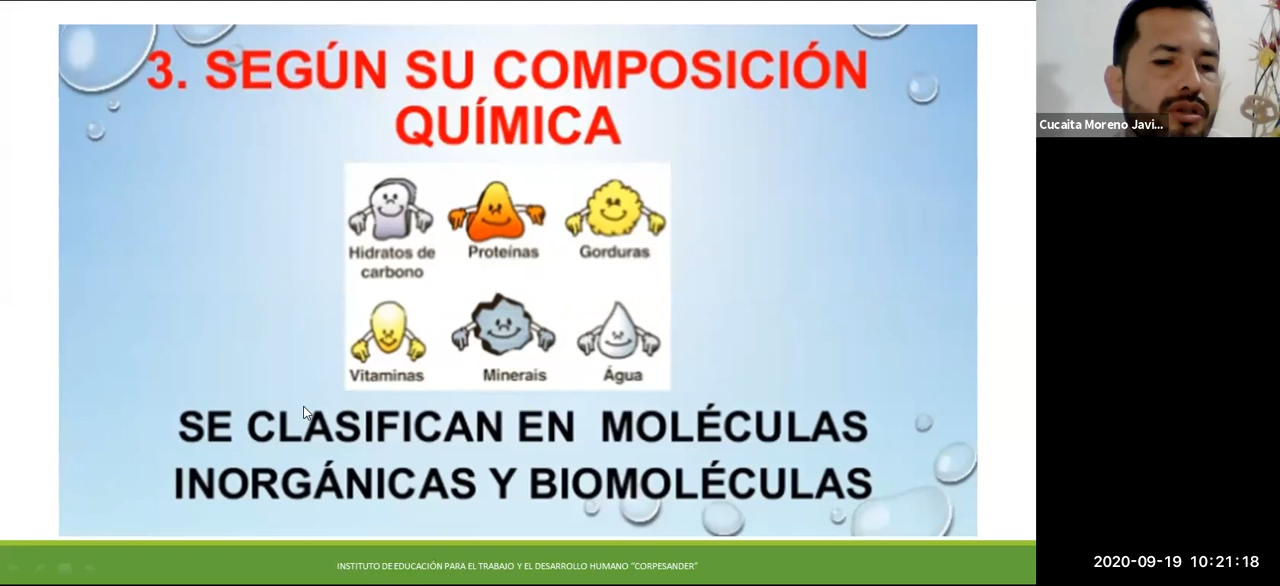 3. SEGÚN SU COMPOSICIÓN
QUÍMICA
Hidratos de
carbono
Proteínas
Gorduras
Vitaminas
Minerais
Água
SE CLASIFICAN EN MOLÉCULAS
INORGÁNICAS Y BIOMOLÉCULAS
INSTITUTO DE EDUCACIÓN PARA EL TRABAJO Y EL DESARROLLO HUMANO "CORPESANDER"
Cucaita Moreno Javi...
2020-09-19 10:21:18